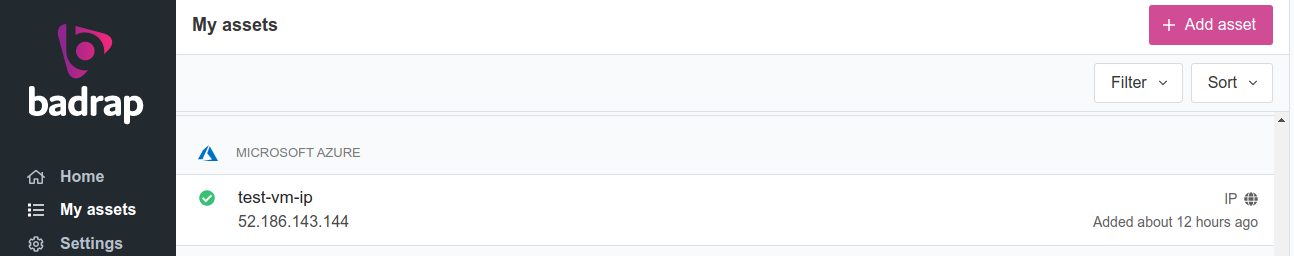 badrap
Home
My assets
Settings
My assets
+ Add asset
Filter
Sort
MICROSOFT AZURE
test-vm-ip
IP
52.186.143.144
Added about 12 hours ago